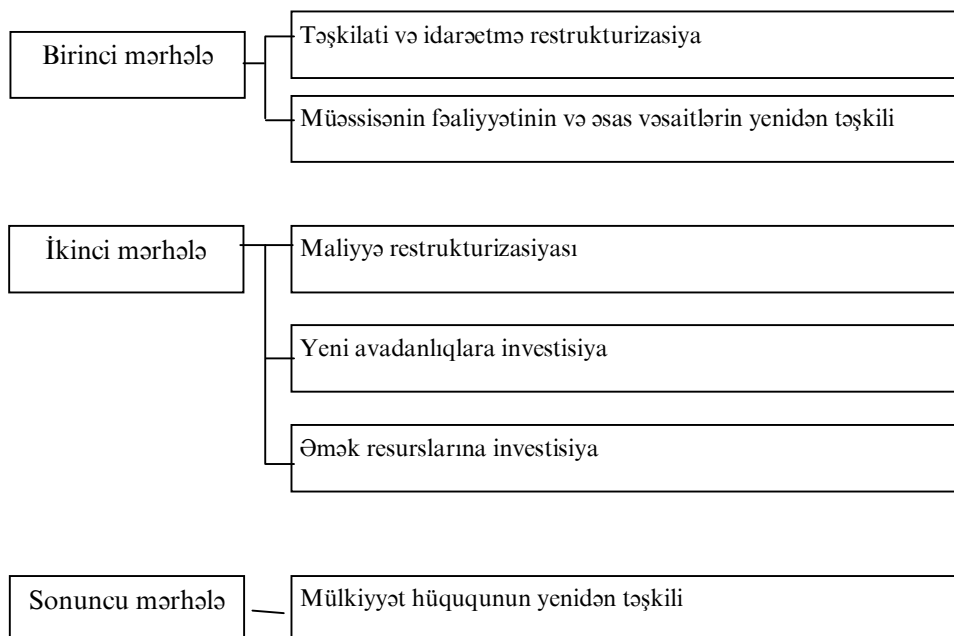 Birinci mərhələ
Təşkilati və idarəetmə restrukturizasiya
Müəssisənin fəaliyyətinin və əsas vəsaitlərin yenidən təşkili
İkinci mərhələ
Maliyyə restrukturizasiyası
Yeni avadanlıqlara investisiya
Əmək resurslarına investisiya
Sonuncu mərhələ
Mülkiyyət hüququnun yenidən təşkili